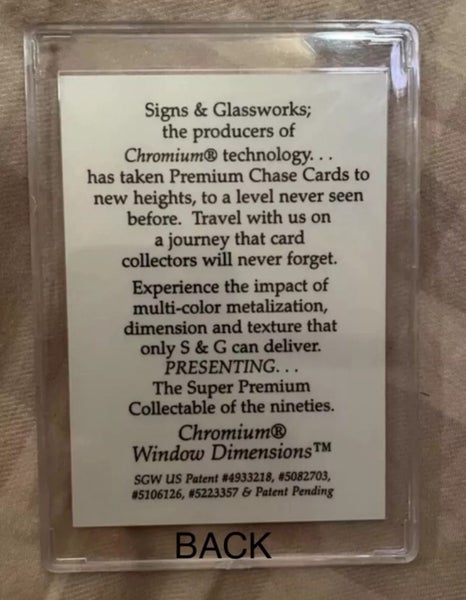 Signs & Glassworks;
the producers of
Chromium® technology. . .
has taken Premium Chase Cards to
new heights, to a level never seen
before. Travel with us on
a journey that card
collectors will never forget.
Experience the impact of
multi-color metalization,
dimension and texture that
only S & G can deliver.
PRESENTING. . .
The Super Premium
Collectable of the nineties.
Chromium®
Window Dimensions™
SGW US Patent #4933218, #5082703,
#5106126, #5223357 & Patent Pending
BACK